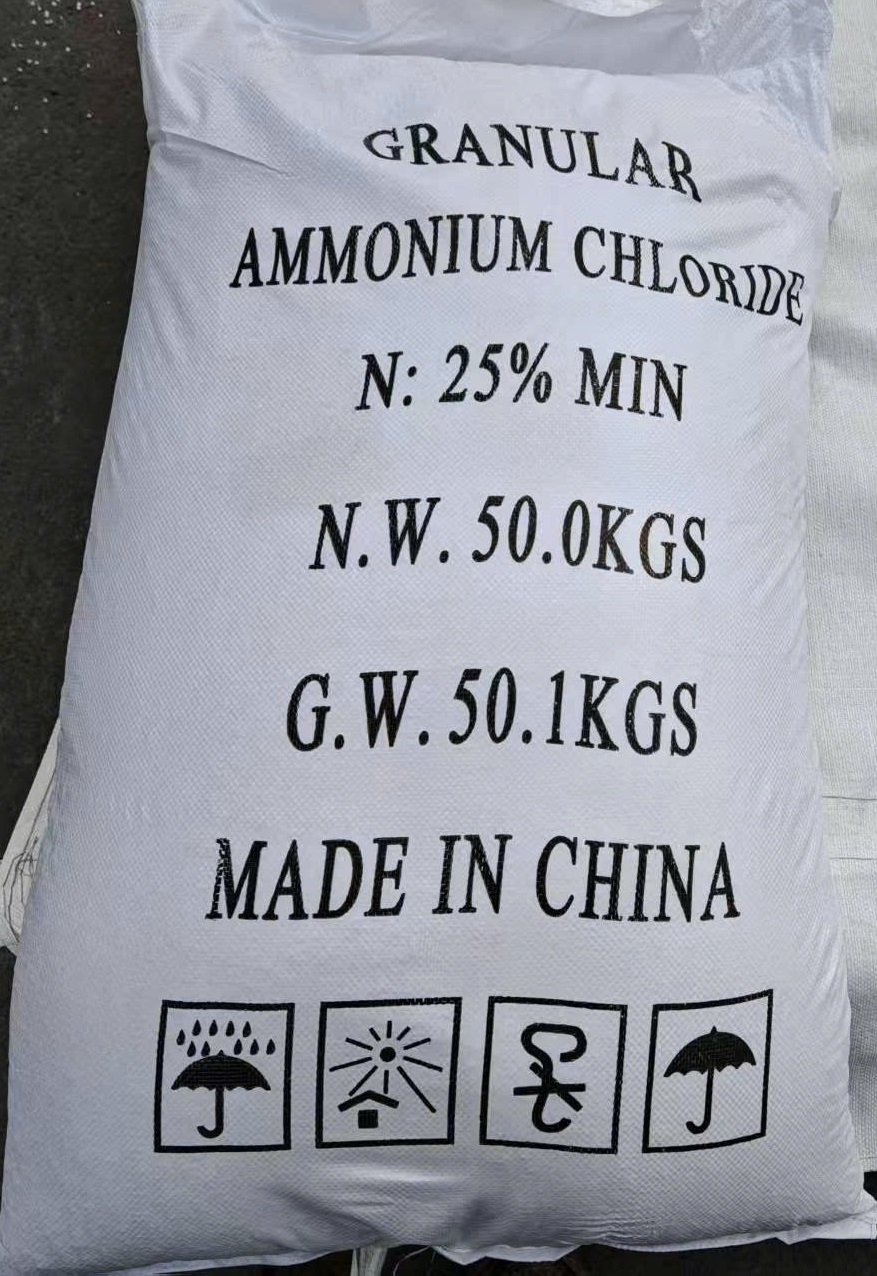 GRANULAR
AMMONIUM CHLORIDE
N: 25% MIN
N.W. 50.0KGS
G.W. 50.1KGS
MADE IN CHINA